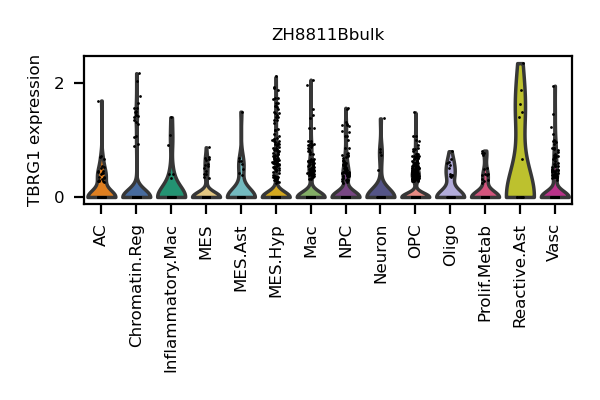 ZH8811Bbulk
TBRG1 expression
2
0
AC
Chromatin.Reg
Inflammatory.Mac
MES
MES.Ast
MES.Hyp
Mac
NPC
Neuron
OPC
Oligo
Prolif.Metab
Reactive.Ast
Vasc